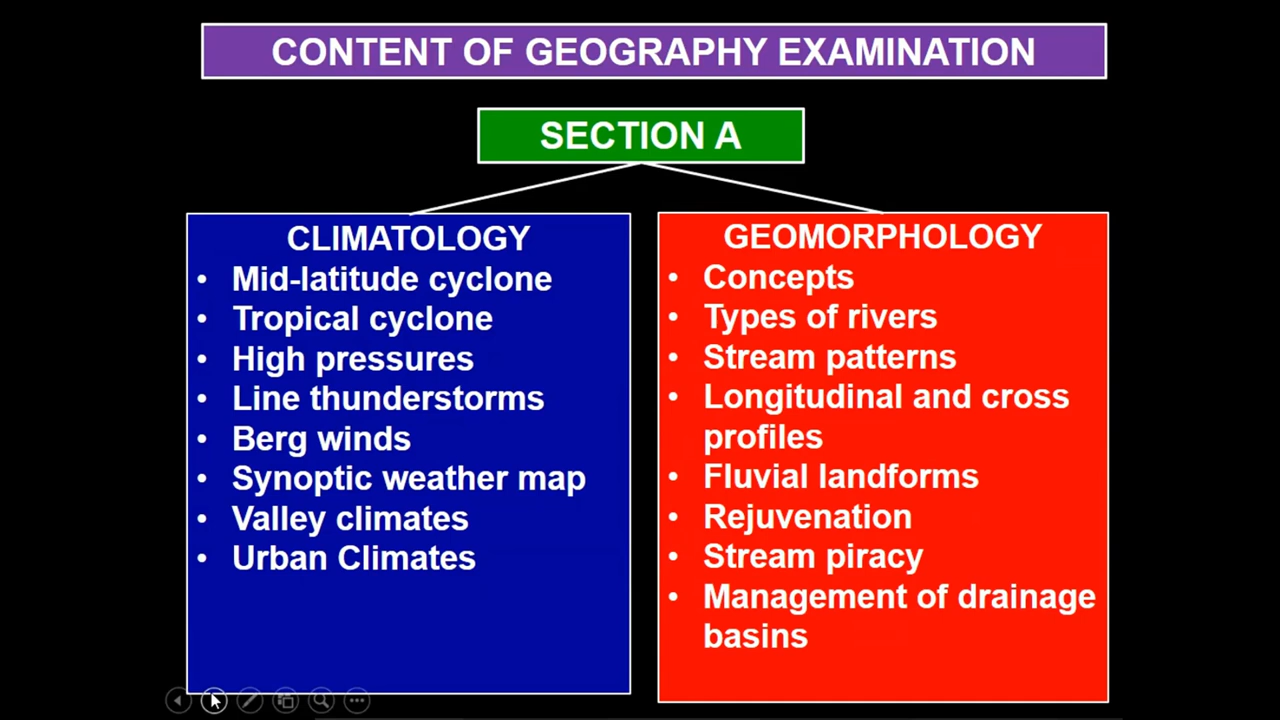 CONTENT OF GEOGRAPHY EXAMINATION
SECTION A
CLIMATOLOGY
• Mid-latitude cyclone
• Tropical cyclone
• High pressures
• Line thunderstorms
• Berg winds
• Synoptic weather map
• Valley climates
• Urban Climates
GEOMORPHOLOGY
• Concepts
• Types of rivers
• Stream patterns
• Longitudinal and cross
profiles
• Fluvial landforms
• Rejuvenation
• Stream piracy
• Management of drainage
basins